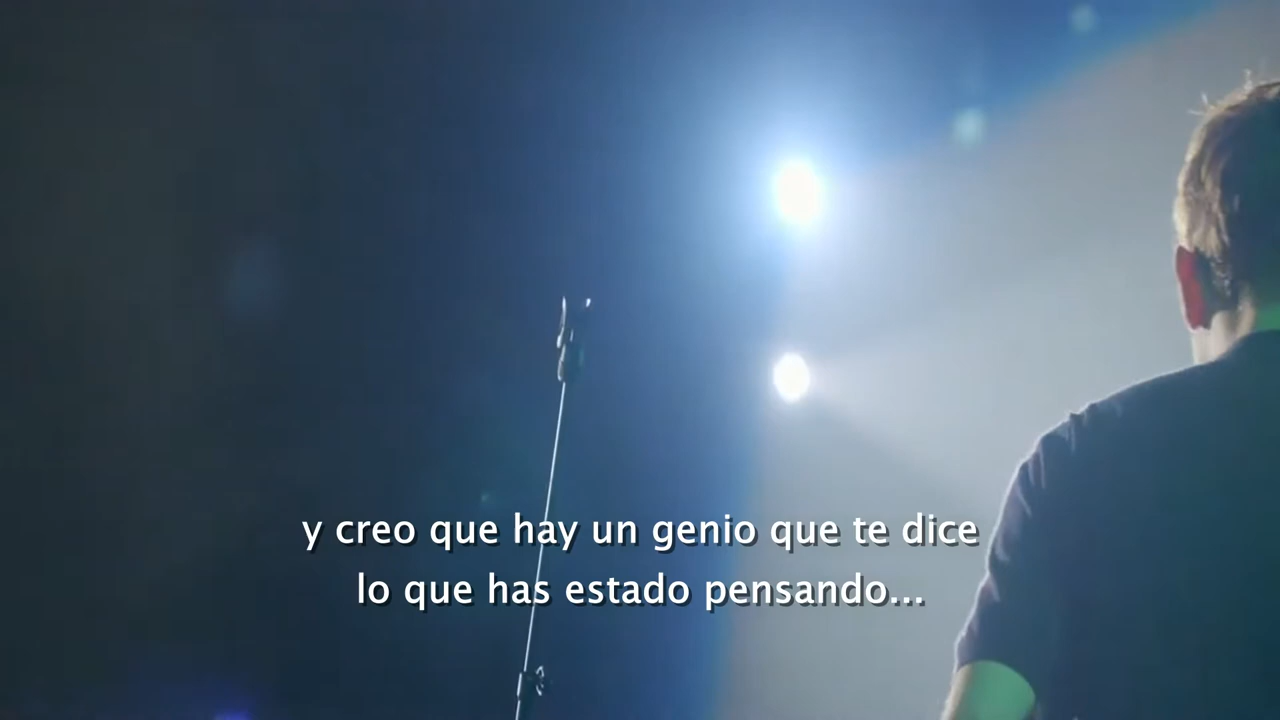 y creo que hay un genio que te dice
lo que has estado pensando...